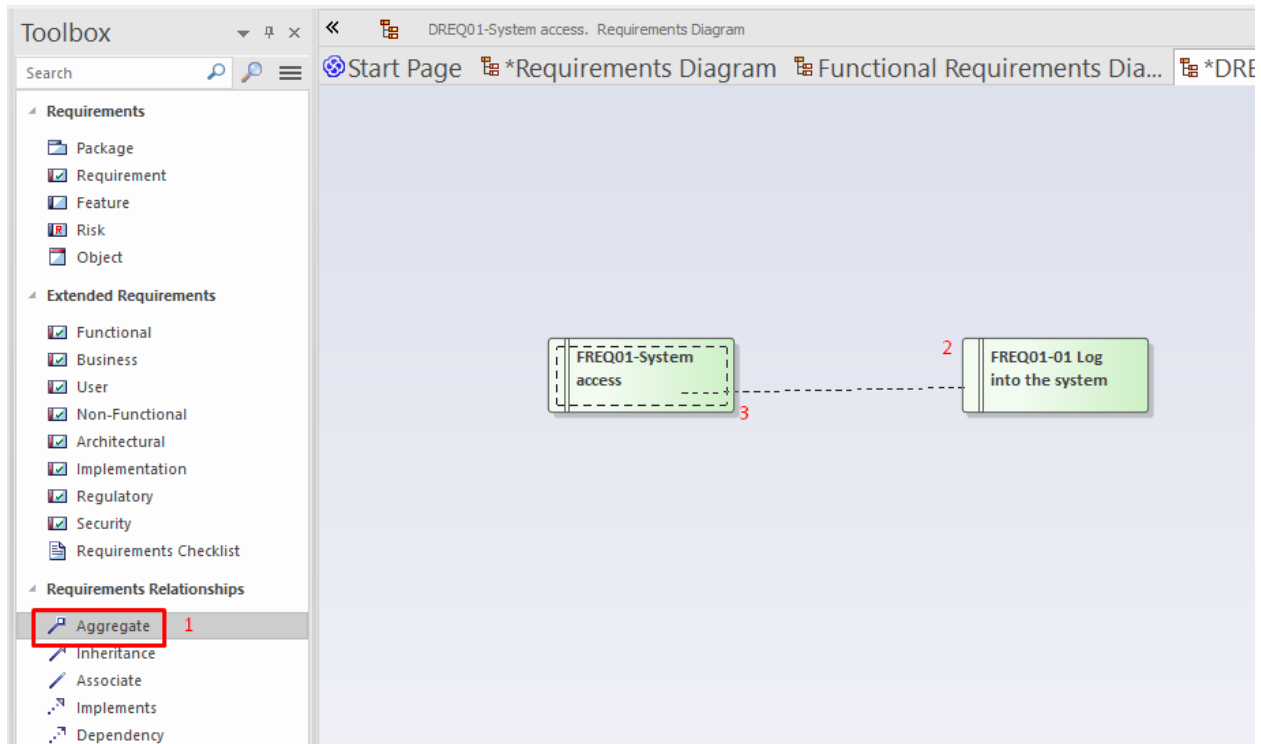 Toolbox
DREQ01-System access. Requirements Diagram
Search
Start Page *Requirements Diagram Functional Requirements Dia... *DRE
Requirements
Package
Requirement
Feature
R Risk
Object
Extended Requirements
Functional
Business
User
Non-Functional
Architectural
Implementation
Regulatory
Security
Requirements Checklist
Requirements Relationships
Aggregate 1
Inheritance
Associate
Implements
Dependency
FREQ01-System
access
3
2
FREQ01-01 Log
into the system